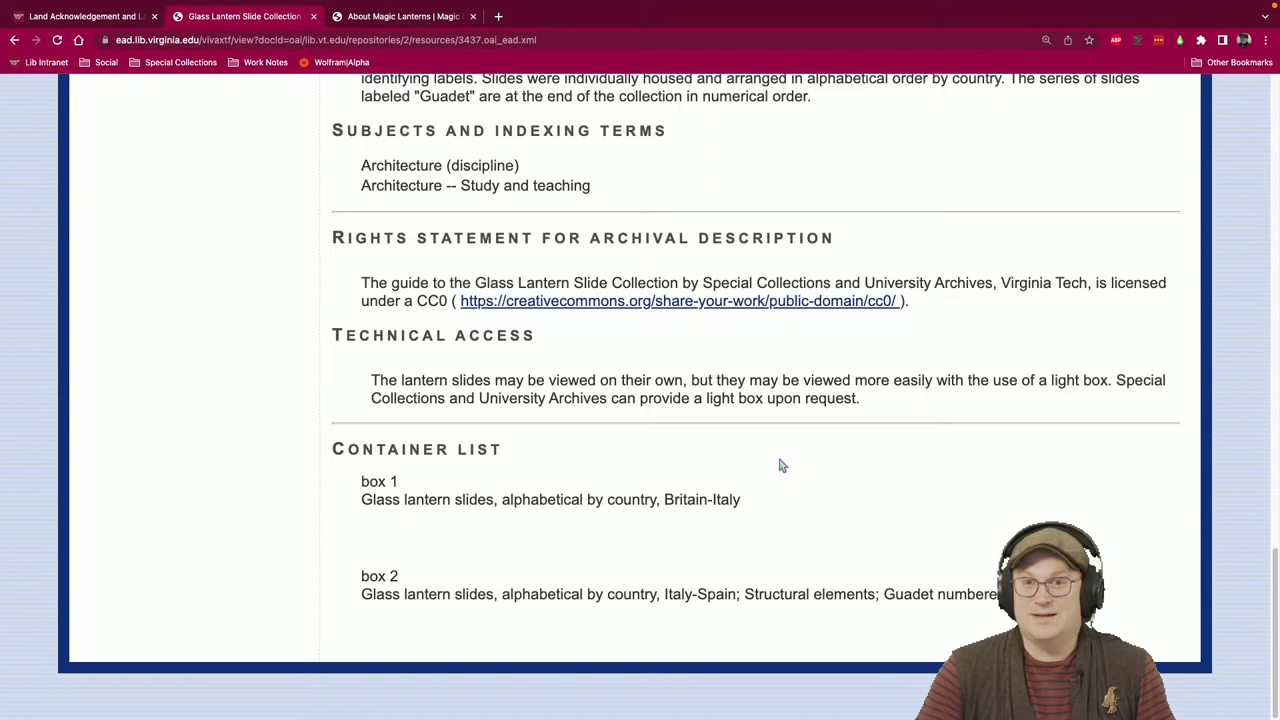 Land Acknowledgement and L
Glass Lantern Slide Collection
About Magic Lanterns | Magic
ead.lib.virginia.edu/vivaxtf/view?docId=oai/lib.vt.edu/repositories/2/resources/3437.oai_ead.xml
ABP
Lib Intranet
Social
Special Collections
Work Notes
Wolfram|Alpha
Other Bookmarks
identifying labels. Slides were individually housed and arranged in alphabetical order by country. The series of slides
labeled "Guadet" are at the end of the collection in numerical order.
SUBJECTS AND INDEXING TERMS
Architecture (discipline)
Architecture -- Study and teaching
RIGHTS STATEMENT FOR ARCHIVAL DESCRIPTION
The guide to the Glass Lantern Slide Collection by Special Collections and University Archives, Virginia Tech, is licensed
under a CC0 ( https://creativecommons.org/share-your-work/public-domain/cc0/ ).
TECHNICAL ACCESS
The lantern slides may be viewed on their own, but they may be viewed more easily with the use of a light box. Special
Collections and University Archives can provide a light box upon request.
CONTAINER LIST
box 1
Glass lantern slides, alphabetical by country, Britain-Italy
box 2
Glass lantern slides, alphabetical by country, Italy-Spain; Structural elements; Guadet numbere